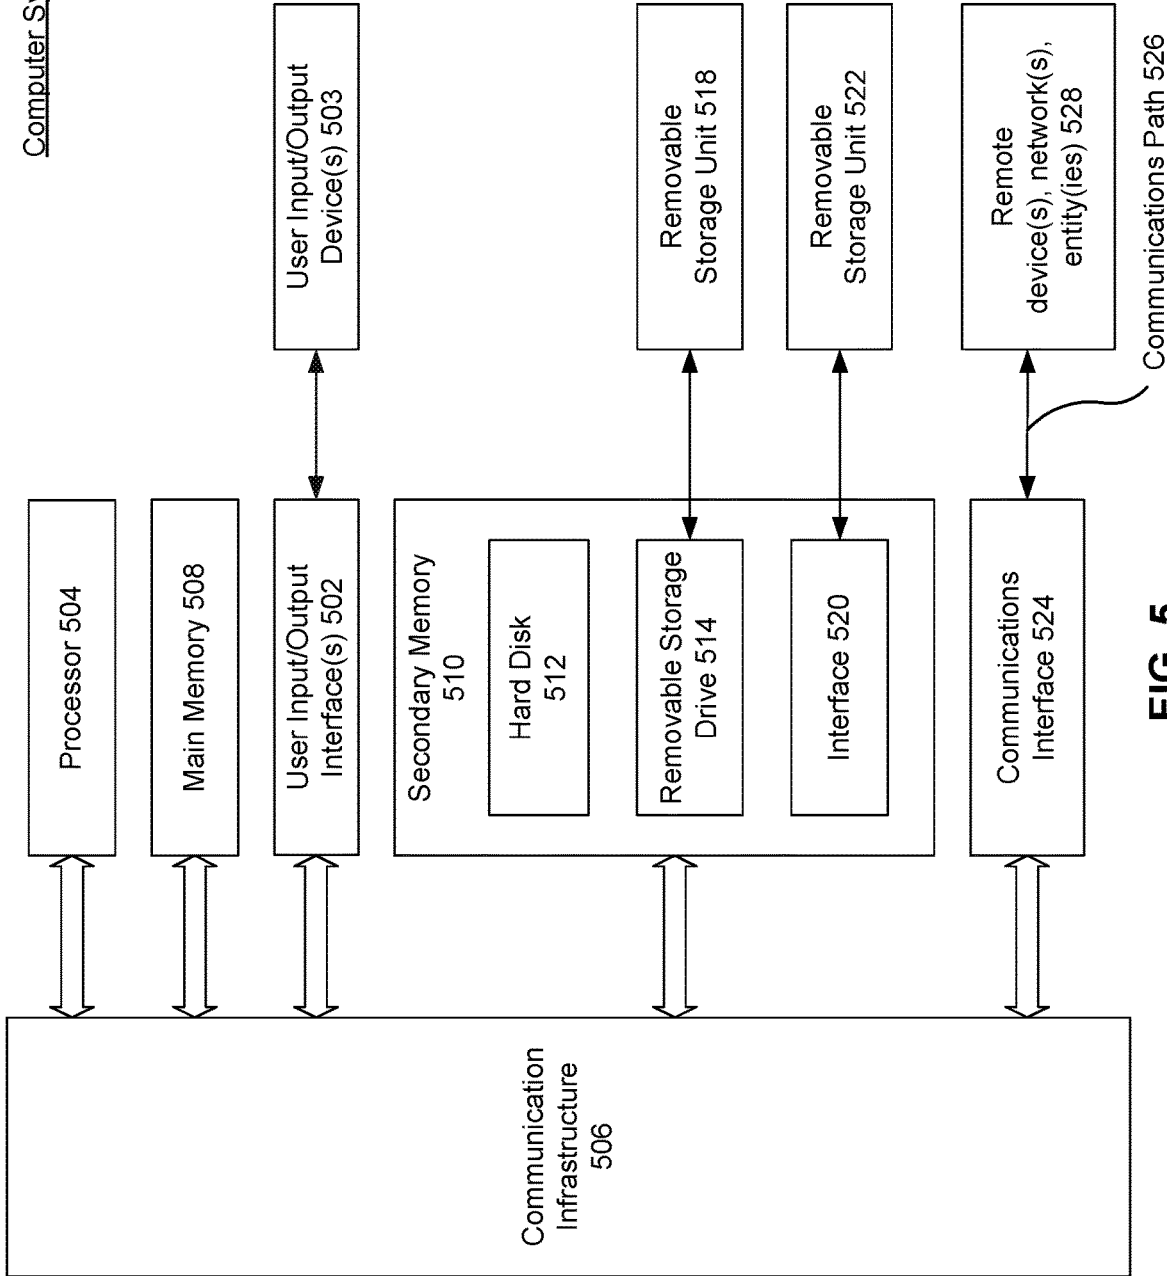 Computer Sy
Communication
Infrastructure
506
Processor 504
Main Memory 508
User Input/Output
Interface(s) 502
User Input/Output
Device(s) 503
Secondary Memory
510
Hard Disk
512
Removable Storage
Drive 514
Removable
Storage Unit 518
Interface 520
Removable
Storage Unit 522
Communications
Interface 524
Remote
device(s), network(s),
entity(ies) 528
Communications Path 526
FIG. 5